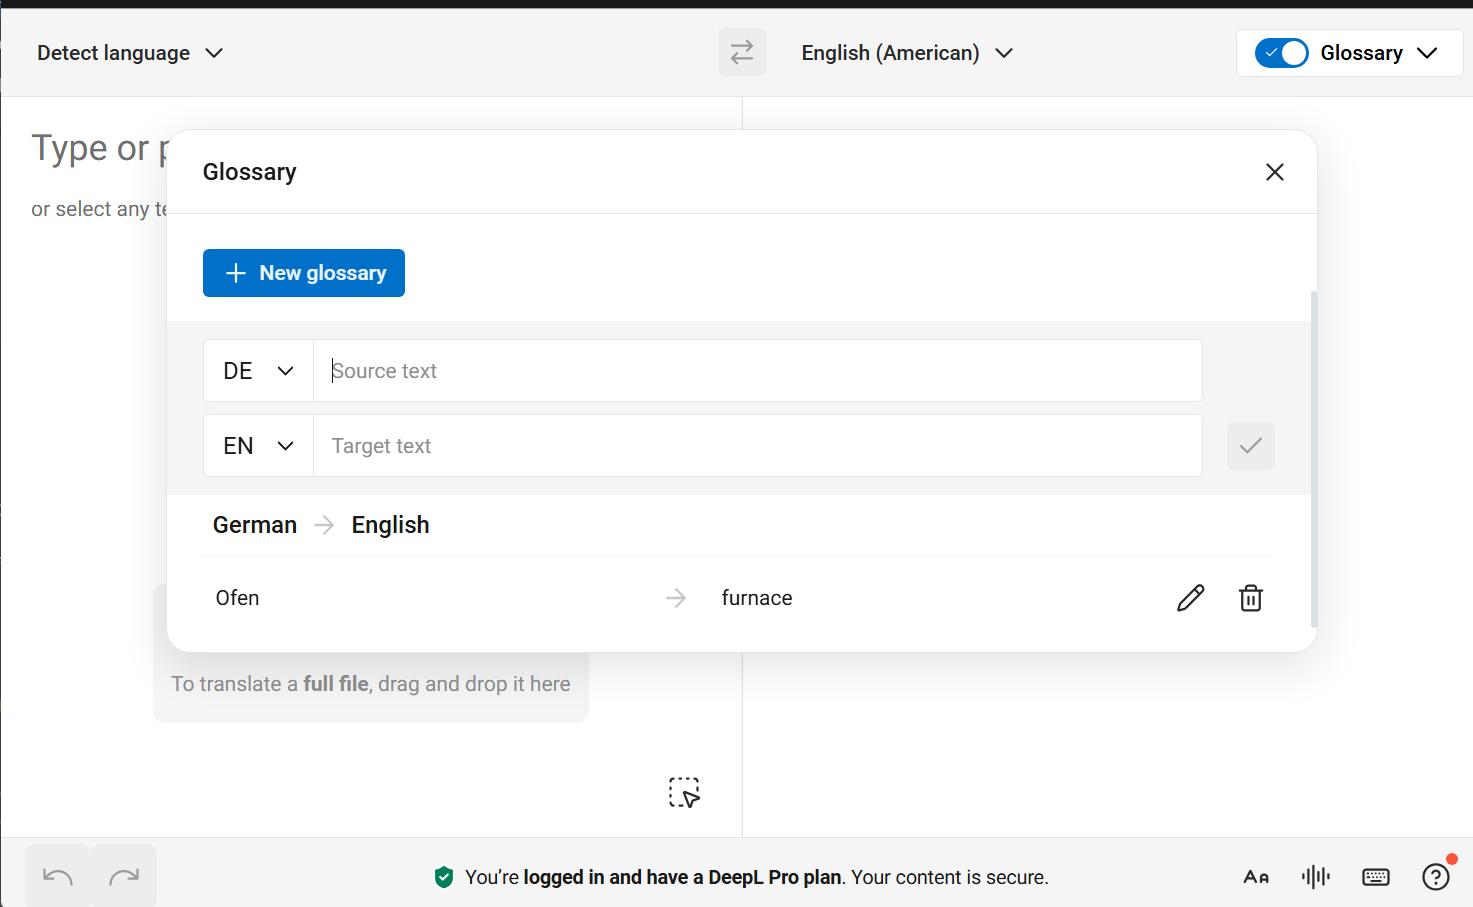 Detect language
English (American)
Glossary
Type or p
or select any te
Glossary
New glossary
DE
Source text
EN
Target text
German → English
Ofen → furnace
To translate a full file, drag and drop it here
You’re logged in and have a DeepL Pro plan. Your content is secure.
AA